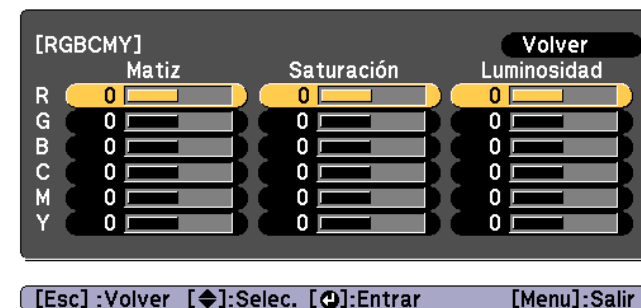 [RGBCMY] Volver
Matiz Saturación Luminosidad
R 0 0 0
G 0 0 0
B 0 0 0
C 0 0 0
M 0 0 0
Y 0 0 0
[Esc] :Volver [◆]:Selec. [⏎]:Entrar [Menu]:Salir